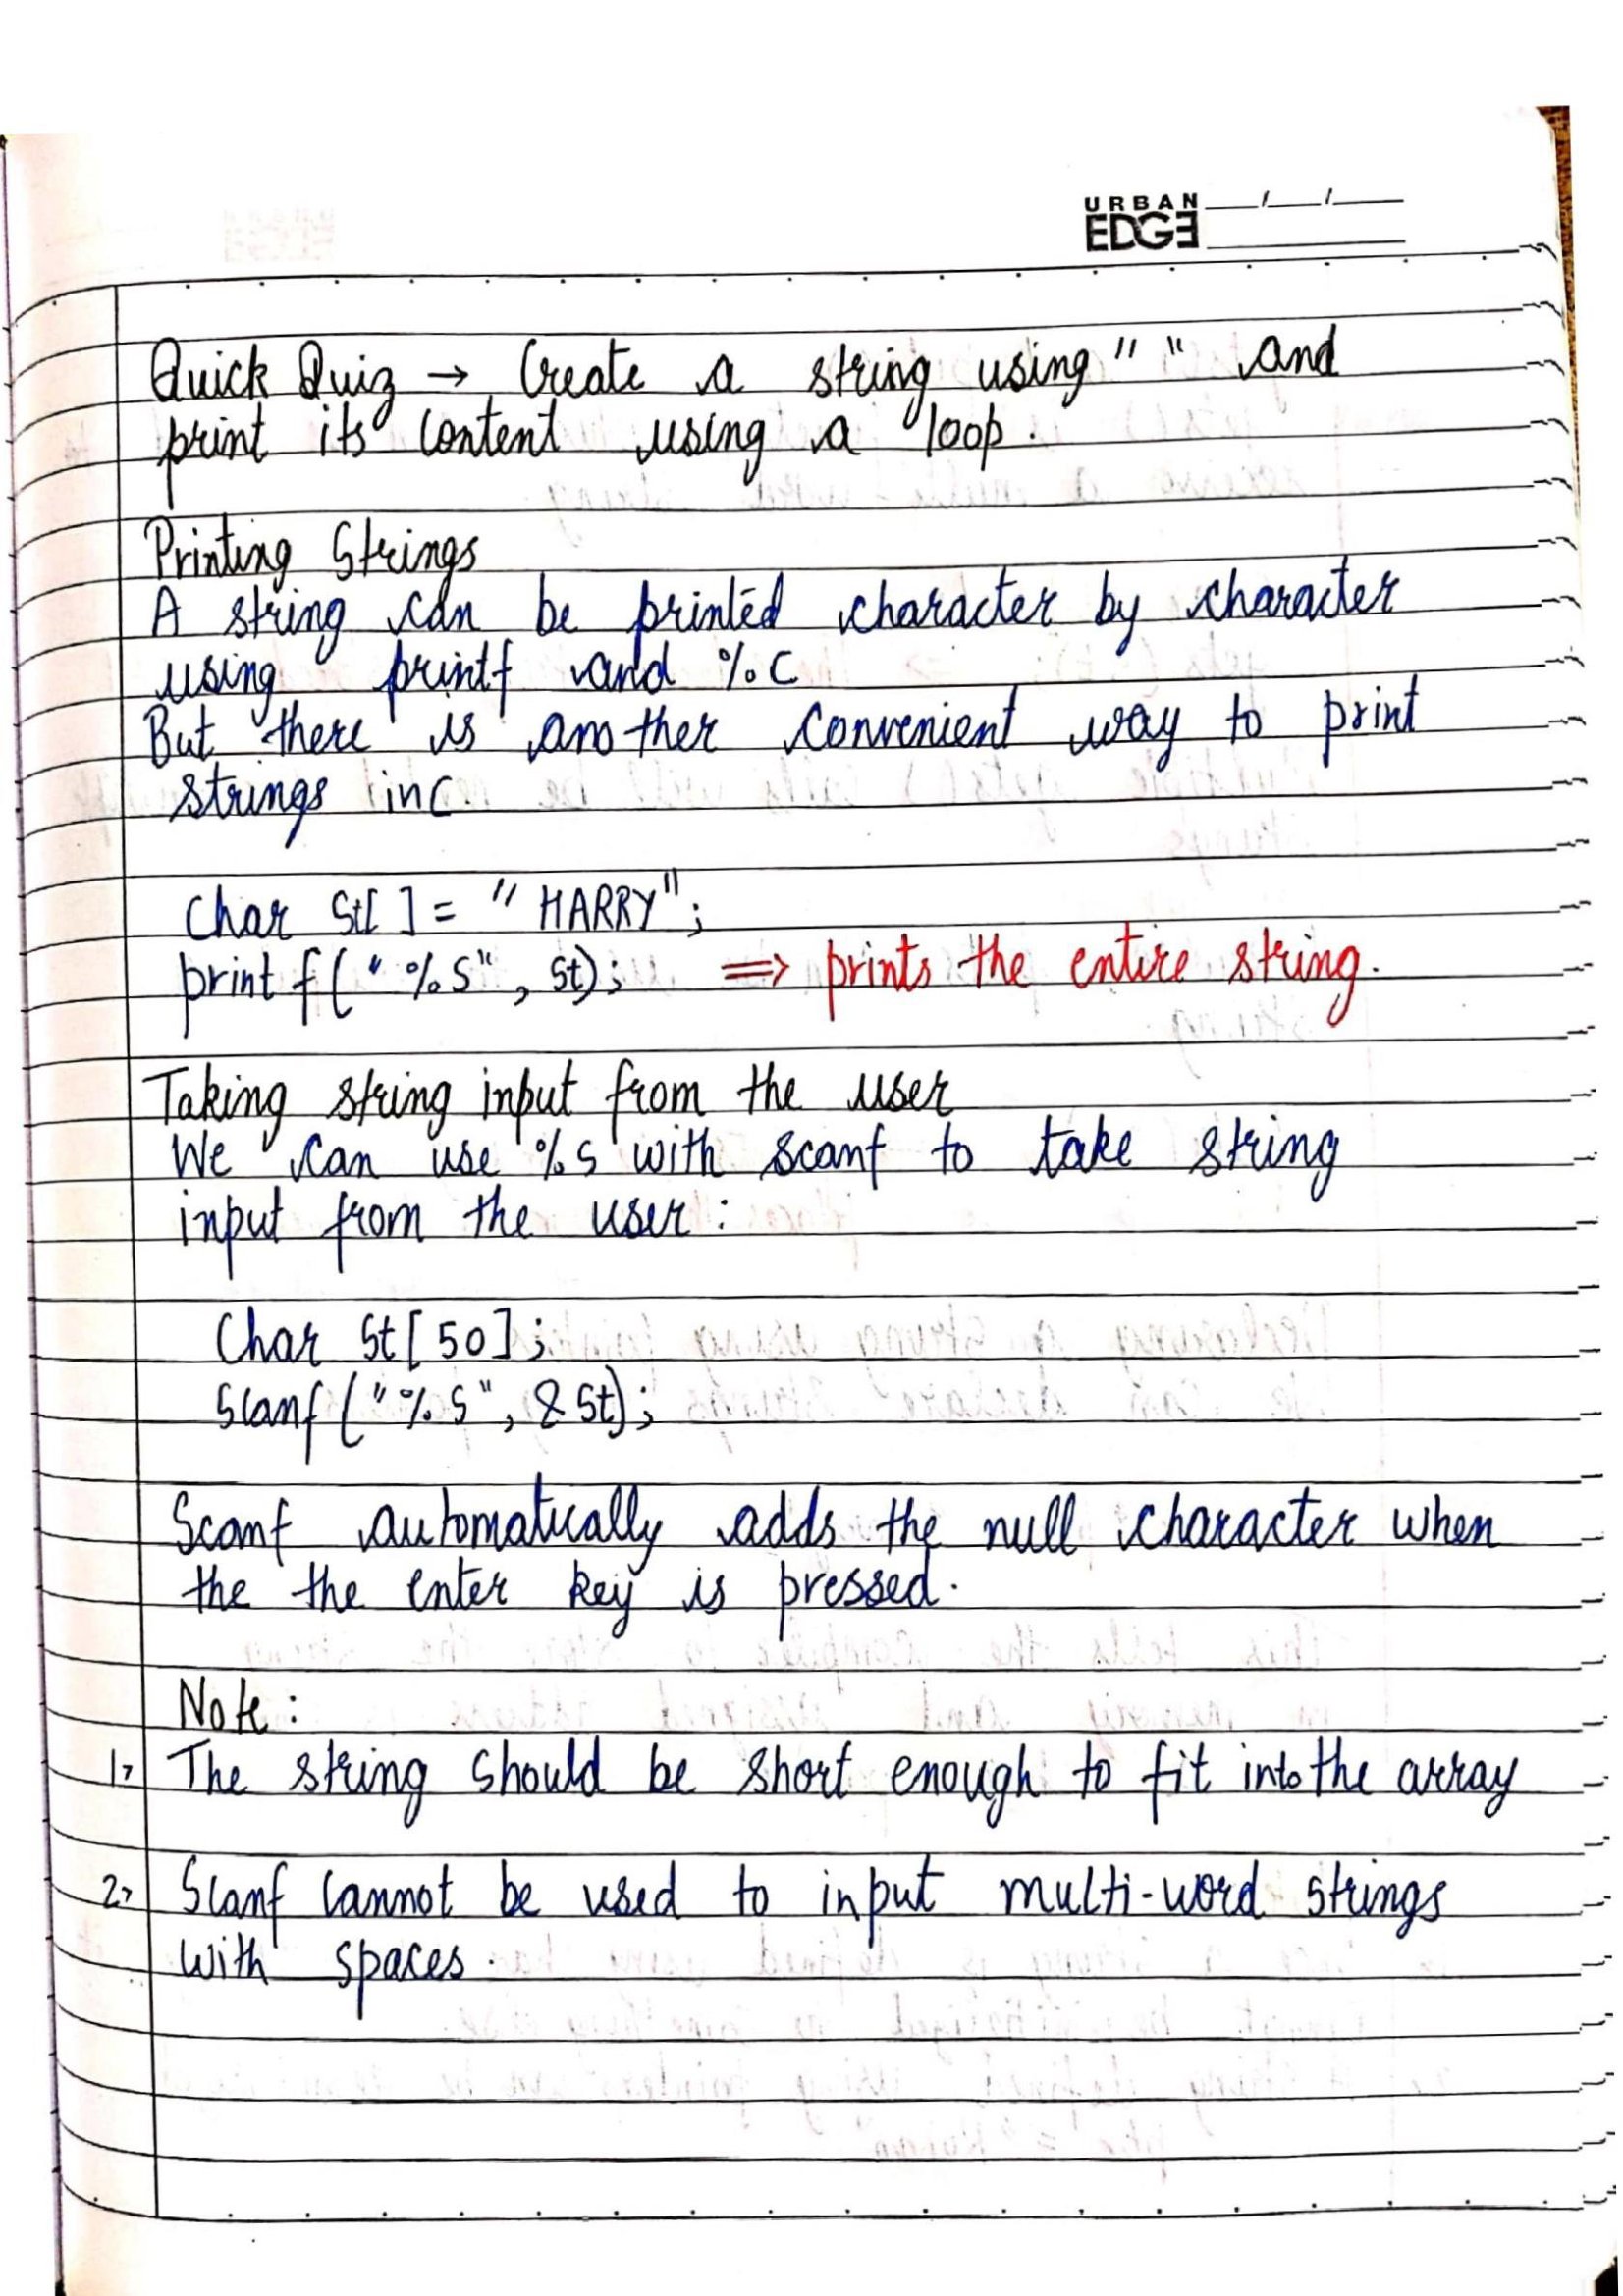 URBAN
EDGE
Quick Quiz → Create a string using " " and
print its content using a loop.
Printing Strings
A string can be printed character by character
using printf and %c
But there is another convenient way to print
strings in c
Char St[ ] = "HARRY";
printf("%s", St); => prints the entire string.
Taking string input from the user
We can use %s with scanf to take string
input from the user:
Char St[50];
Scanf("%s", &St);
Scanf automatically adds the null character when
the the enter key is pressed.
Note:
1> The string should be short enough to fit into the array
2> Scanf cannot be used to input multi-word strings
with spaces.